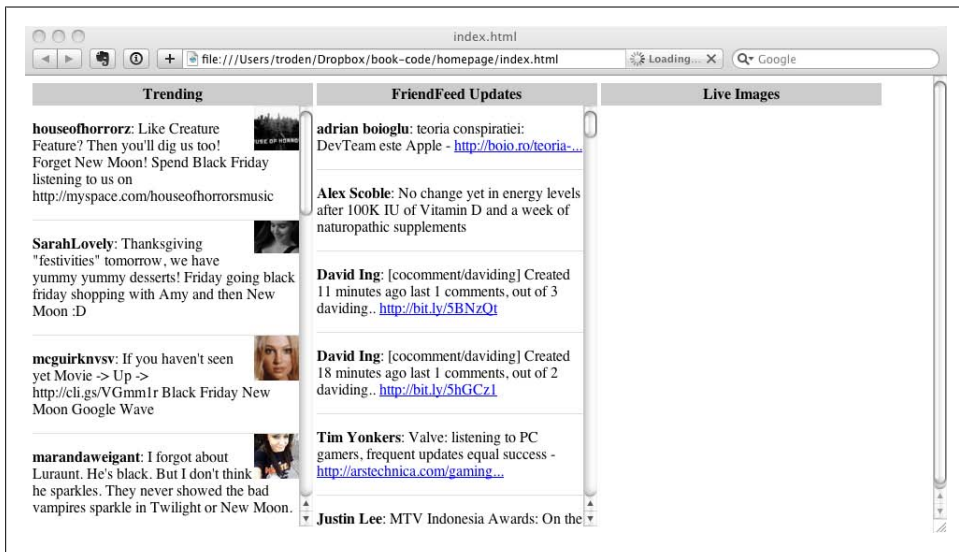 index.html
file:///Users/troden/Dropbox/book-code/homepage/index.html
Loading...
Google
Trending
houseofhorrorz: Like Creature
Feature? Then you'll dig us too!
Forget New Moon! Spend Black Friday
listening to us on
http://myspace.com/houseofhorrorsmusic
SarahLovely: Thanksgiving
"festivities" tomorrow, we have
yummy yummy desserts! Friday going black
friday shopping with Amy and then New
Moon :D
mcguirknvsv: If you haven't seen
yet Movie -> Up ->
http://cli.gs/VGmm1r Black Friday New
Moon Google Wave
marandaweigant: I forgot about
Luraunt. He's black. But I don't think
he sparkles. They never showed the bad
vampires sparkle in Twilight or New Moon.
FriendFeed Updates
adrian boioglu: teoria conspiratiei:
DevTeam este Apple - http://boio.ro/teoria-...
Alex Scoble: No change yet in energy levels
after 100K IU of Vitamin D and a week of
naturopathic supplements
David Ing: [cocomment/daviding] Created
11 minutes ago last 1 comments, out of 3
daviding.. http://bit.ly/5BNzQt
David Ing: [cocomment/daviding] Created
18 minutes ago last 1 comments, out of 2
daviding.. http://bit.ly/5hGCz1
Tim Yonkers: Valve: listening to PC
gamers, frequent updates equal success -
http://arstechnica.com/gaming...
Justin Lee: MTV Indonesia Awards: On the
Live Images